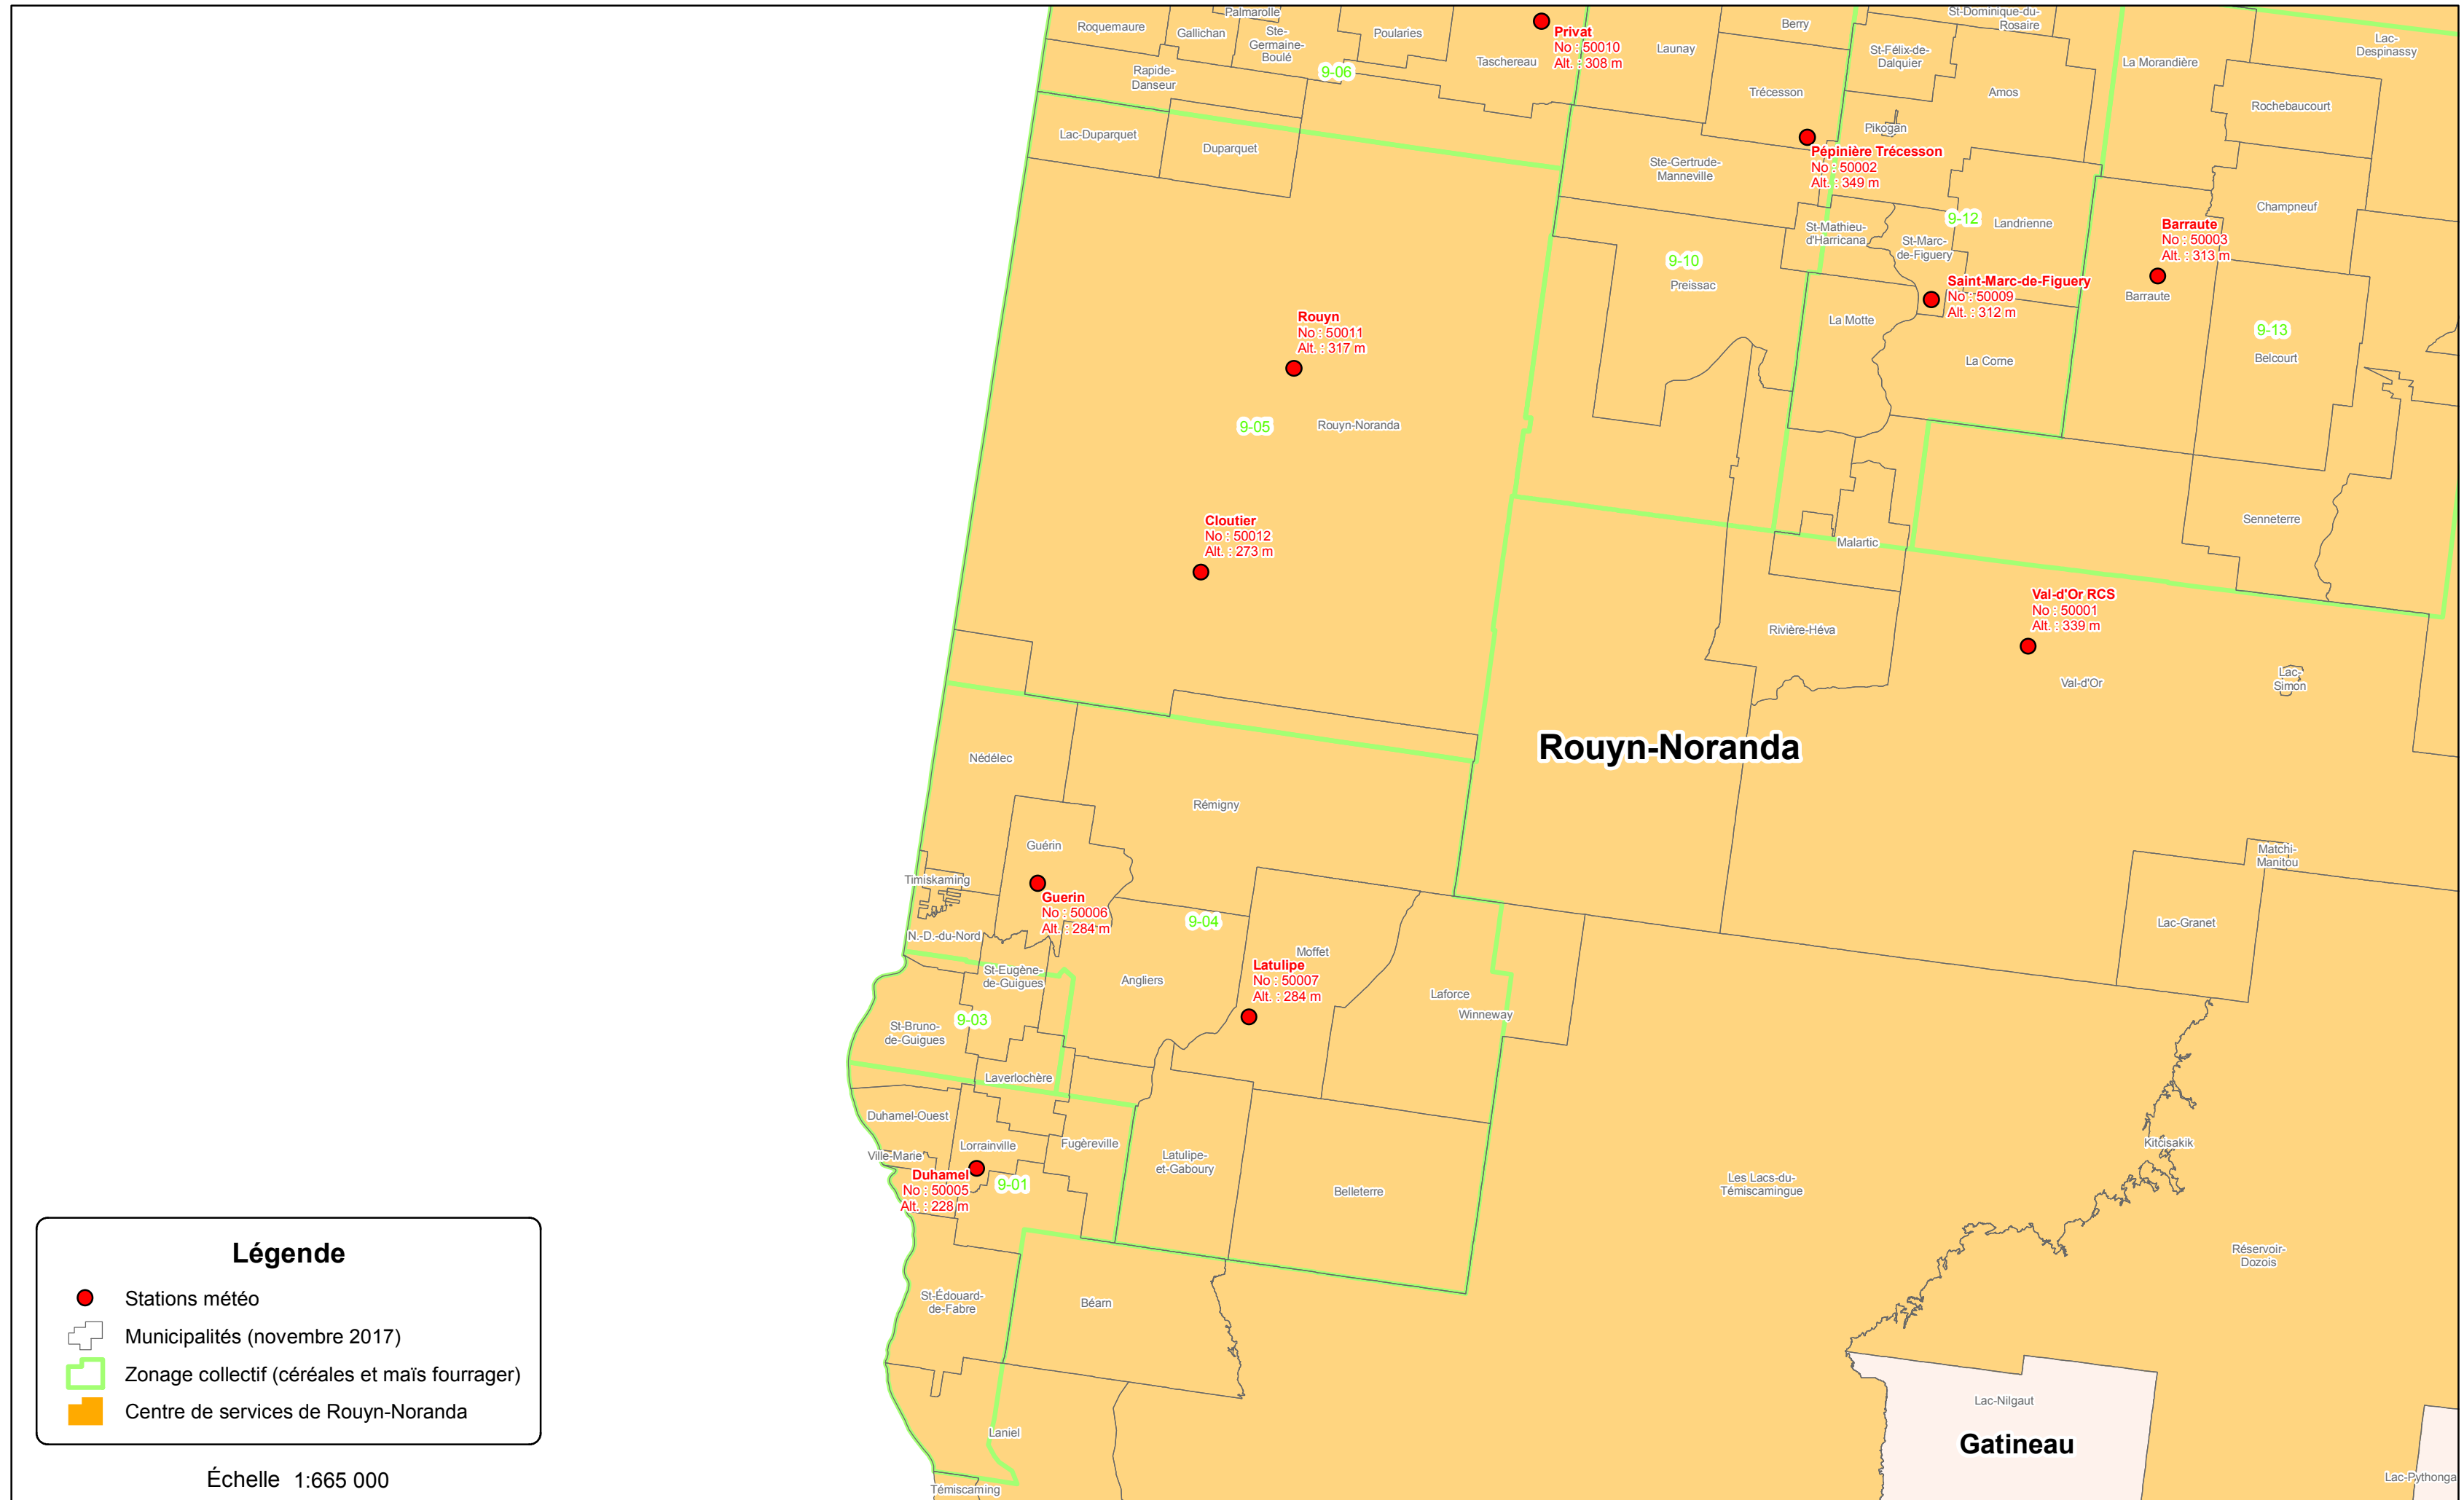 Palmarolle
Roquemaure
Gallichan
Ste-
Germaine-
Boulé
Poularies
Taschereau
9-06
Rapide-
Danseur
Privat
No : 50010
Alt. : 308 m
Launay
Berry
St-Dominique-du-
Rosaire
St-Félix-de-
Dalquier
La Morandière
Lac-
Despinassy
Trécesson
Amos
Rochebaucourt
Lac-Duparquet
Duparquet
Pikogan
Ste-Gertrude-
Manneville
Pépinière Trécesson
No : 50002
Alt. : 349 m
9-12
Landrienne
Champneuf
St-Mathieu-
d'Harricana
St-Marc-
de-Figuery
Barraute
No : 50003
Alt. : 313 m
Barraute
9-10
Preissac
Saint-Marc-de-Figuery
No : 50009
Alt. : 312 m
La Motte
La Corne
9-13
Belcourt
Rouyn
No : 50011
Alt. : 317 m
9-05
Rouyn-Noranda
Cloutier
No : 50012
Alt. : 273 m
Senneterre
Malartic
Val-d'Or RCS
No : 50001
Alt. : 339 m
Rivière-Héva
Val-d'Or
Lac-
Simon
Rouyn-Noranda
Nédélec
Rémigny
Guérin
Timiskaming
Guerin
No : 50006
Alt. : 284 m
9-04
N.-D.-du-Nord
Matchi-
Manitou
Lac-Granet
Moffet
St-Eugène-
de-Guigues
Angliers
Latulipe
No : 50007
Alt. : 284 m
Laforce
Winneway
9-03
St-Bruno-
de-Guigues
Laverlochère
Duhamel-Ouest
Lorrainville
Fugèreville
Ville-Marie
Duhamel
No : 50005
Alt. : 228 m
9-01
Latulipe-
et-Gaboury
Belleterre
Les Lacs-du-
Témiscamingue
Kitcisakik
Réservoir-
Dozois
St-Édouard-
de-Fabre
Béarn
Laniel
Témiscaming
Lac-Nilgaut
Gatineau
Lac-Pythonga
Légende
Stations météo
Municipalités (novembre 2017)
Zonage collectif (céréales et maïs fourrager)
Centre de services de Rouyn-Noranda
Échelle 1:665 000